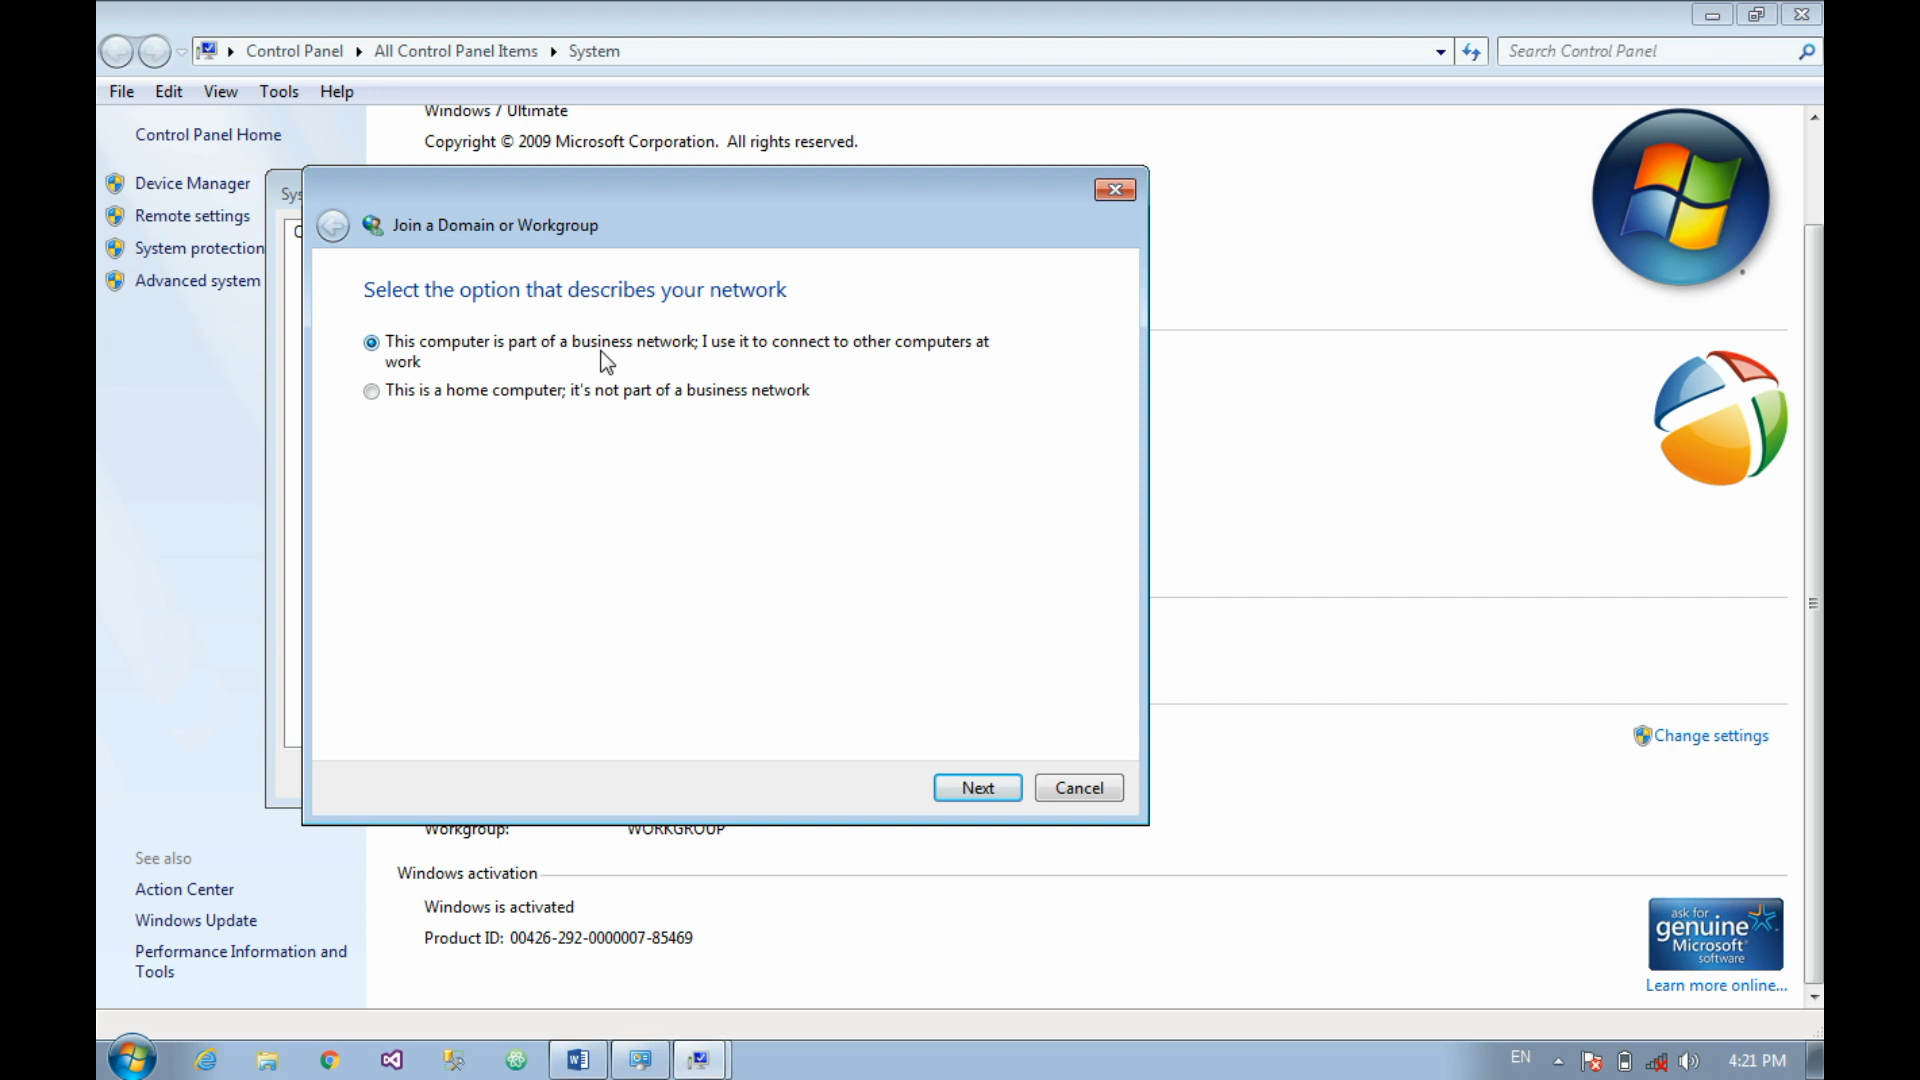 Control Panel
All Control Panel Items
System
Search Control Panel
File Edit View Tools Help
Control Panel Home
Device Manager
Remote settings
System protection
Advanced system
See also
Action Center
Windows Update
Performance Information and
Tools
Windows 7 Ultimate
Copyright © 2009 Microsoft Corporation. All rights reserved.
Sys
Join a Domain or Workgroup
Select the option that describes your network
This computer is part of a business network; I use it to connect to other computers at
work
This is a home computer; it's not part of a business network
Next
Cancel
Change settings
Workgroup: WORKGROUP
Windows activation
Windows is activated
Product ID: 00426-292-0000007-85469
ask for
genuine
Microsoft
software
Learn more online...
EN
4:21 PM